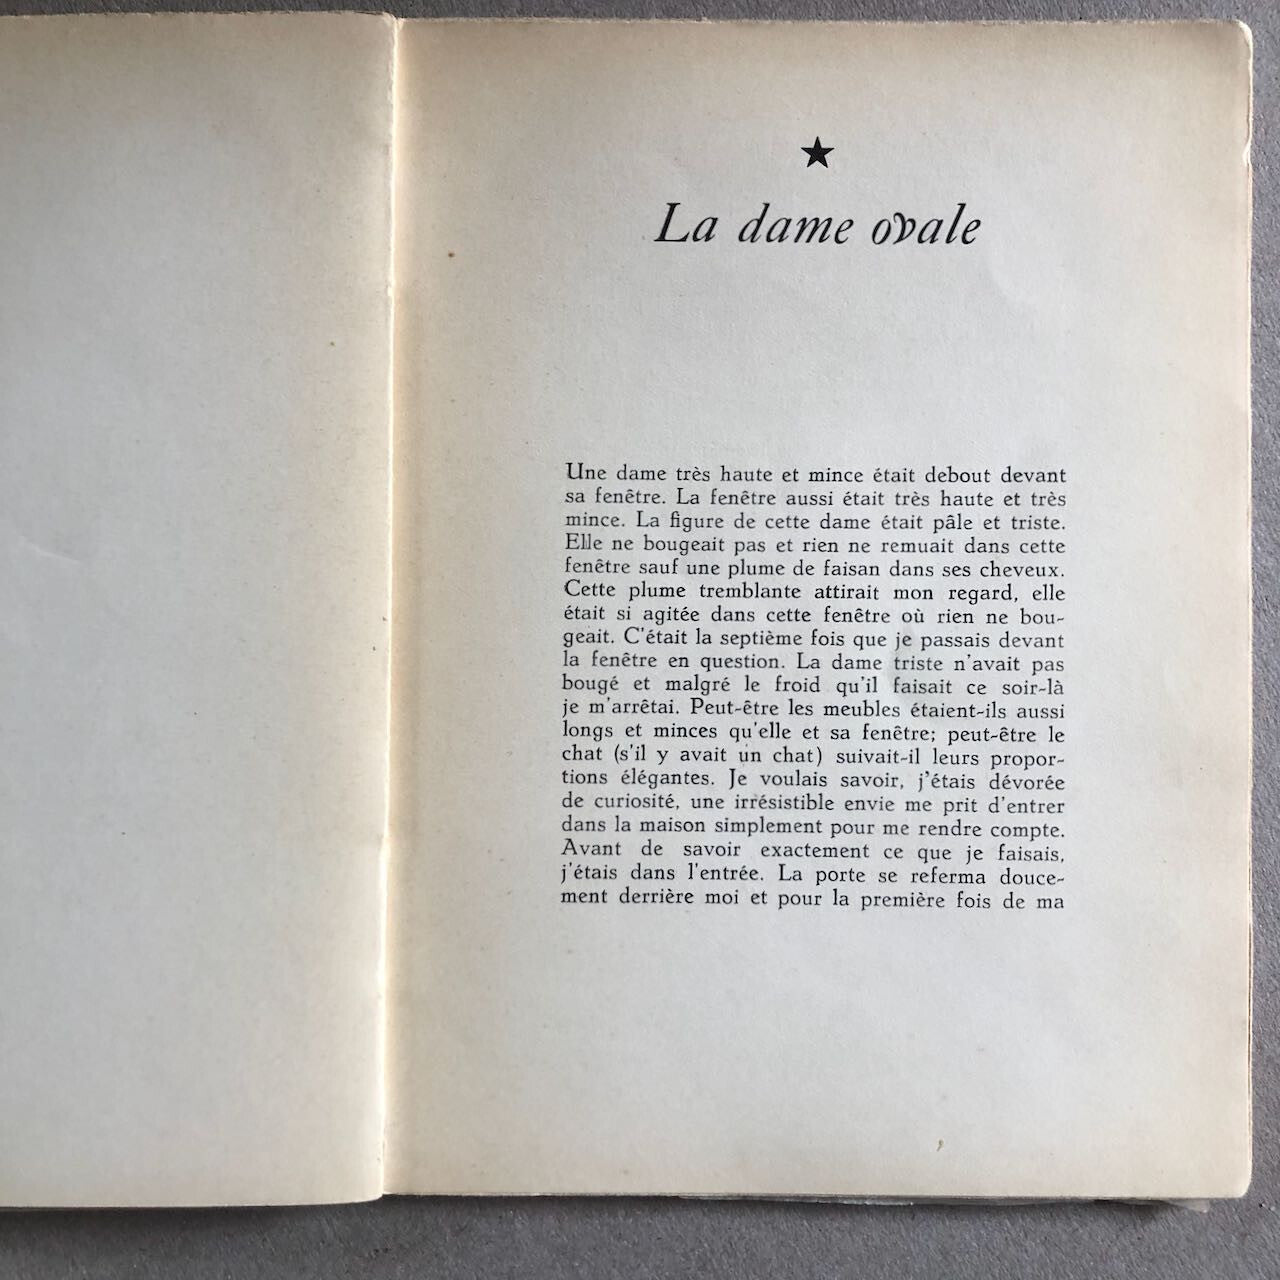 ★
La dame ovale
Une dame très haute et mince était debout devant
sa fenêtre. La fenêtre aussi était très haute et très
mince. La figure de cette dame était pâle et triste.
Elle ne bougeait pas et rien ne remuait dans cette
fenêtre sauf une plume de faisan dans ses cheveux.
Cette plume tremblante attirait mon regard, elle
était si agitée dans cette fenêtre où rien ne bou-
geait. C'était la septième fois que je passais devant
la fenêtre en question. La dame triste n'avait pas
bougé et malgré le froid qu'il faisait ce soir-là
je m'arrêtai. Peut-être les meubles étaient-ils aussi
longs et minces qu'elle et sa fenêtre; peut-être le
chat (s'il y avait un chat) suivait-il leurs propor-
tions élégantes. Je voulais savoir, j'étais dévorée
de curiosité, une irrésistible envie me prit d'entrer
dans la maison simplement pour me rendre compte.
Avant de savoir exactement ce que je faisais,
j'étais dans l'entrée. La porte se referma douce-
ment derrière moi et pour la première fois de ma